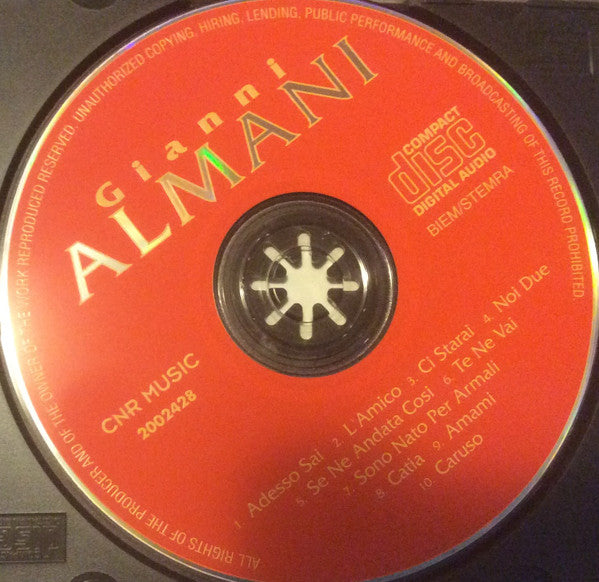 ALL RIGHTS OF THE PRODUCER AND OF THE OWNER OF THE WORK REPRODUCED RESERVED. UNAUTHORIZED COPYING, HIRING, LENDING, PUBLIC PERFORMANCE AND BROADCASTING OF THIS RECORD PROHIBITED.
Gianni
ALMANI
COMPACT
disc
DIGITAL AUDIO
BIEM/STEMRA
CNR MUSIC
2002428
1 Adesso Sai 2 L'Amico 3 Ci Starai 4 Noi Due
5 Se Ne Andata Cosi 6 Te Ne Vai
7 Sono Nato Per Armali
8 Catia 9 Amami
10 Caruso